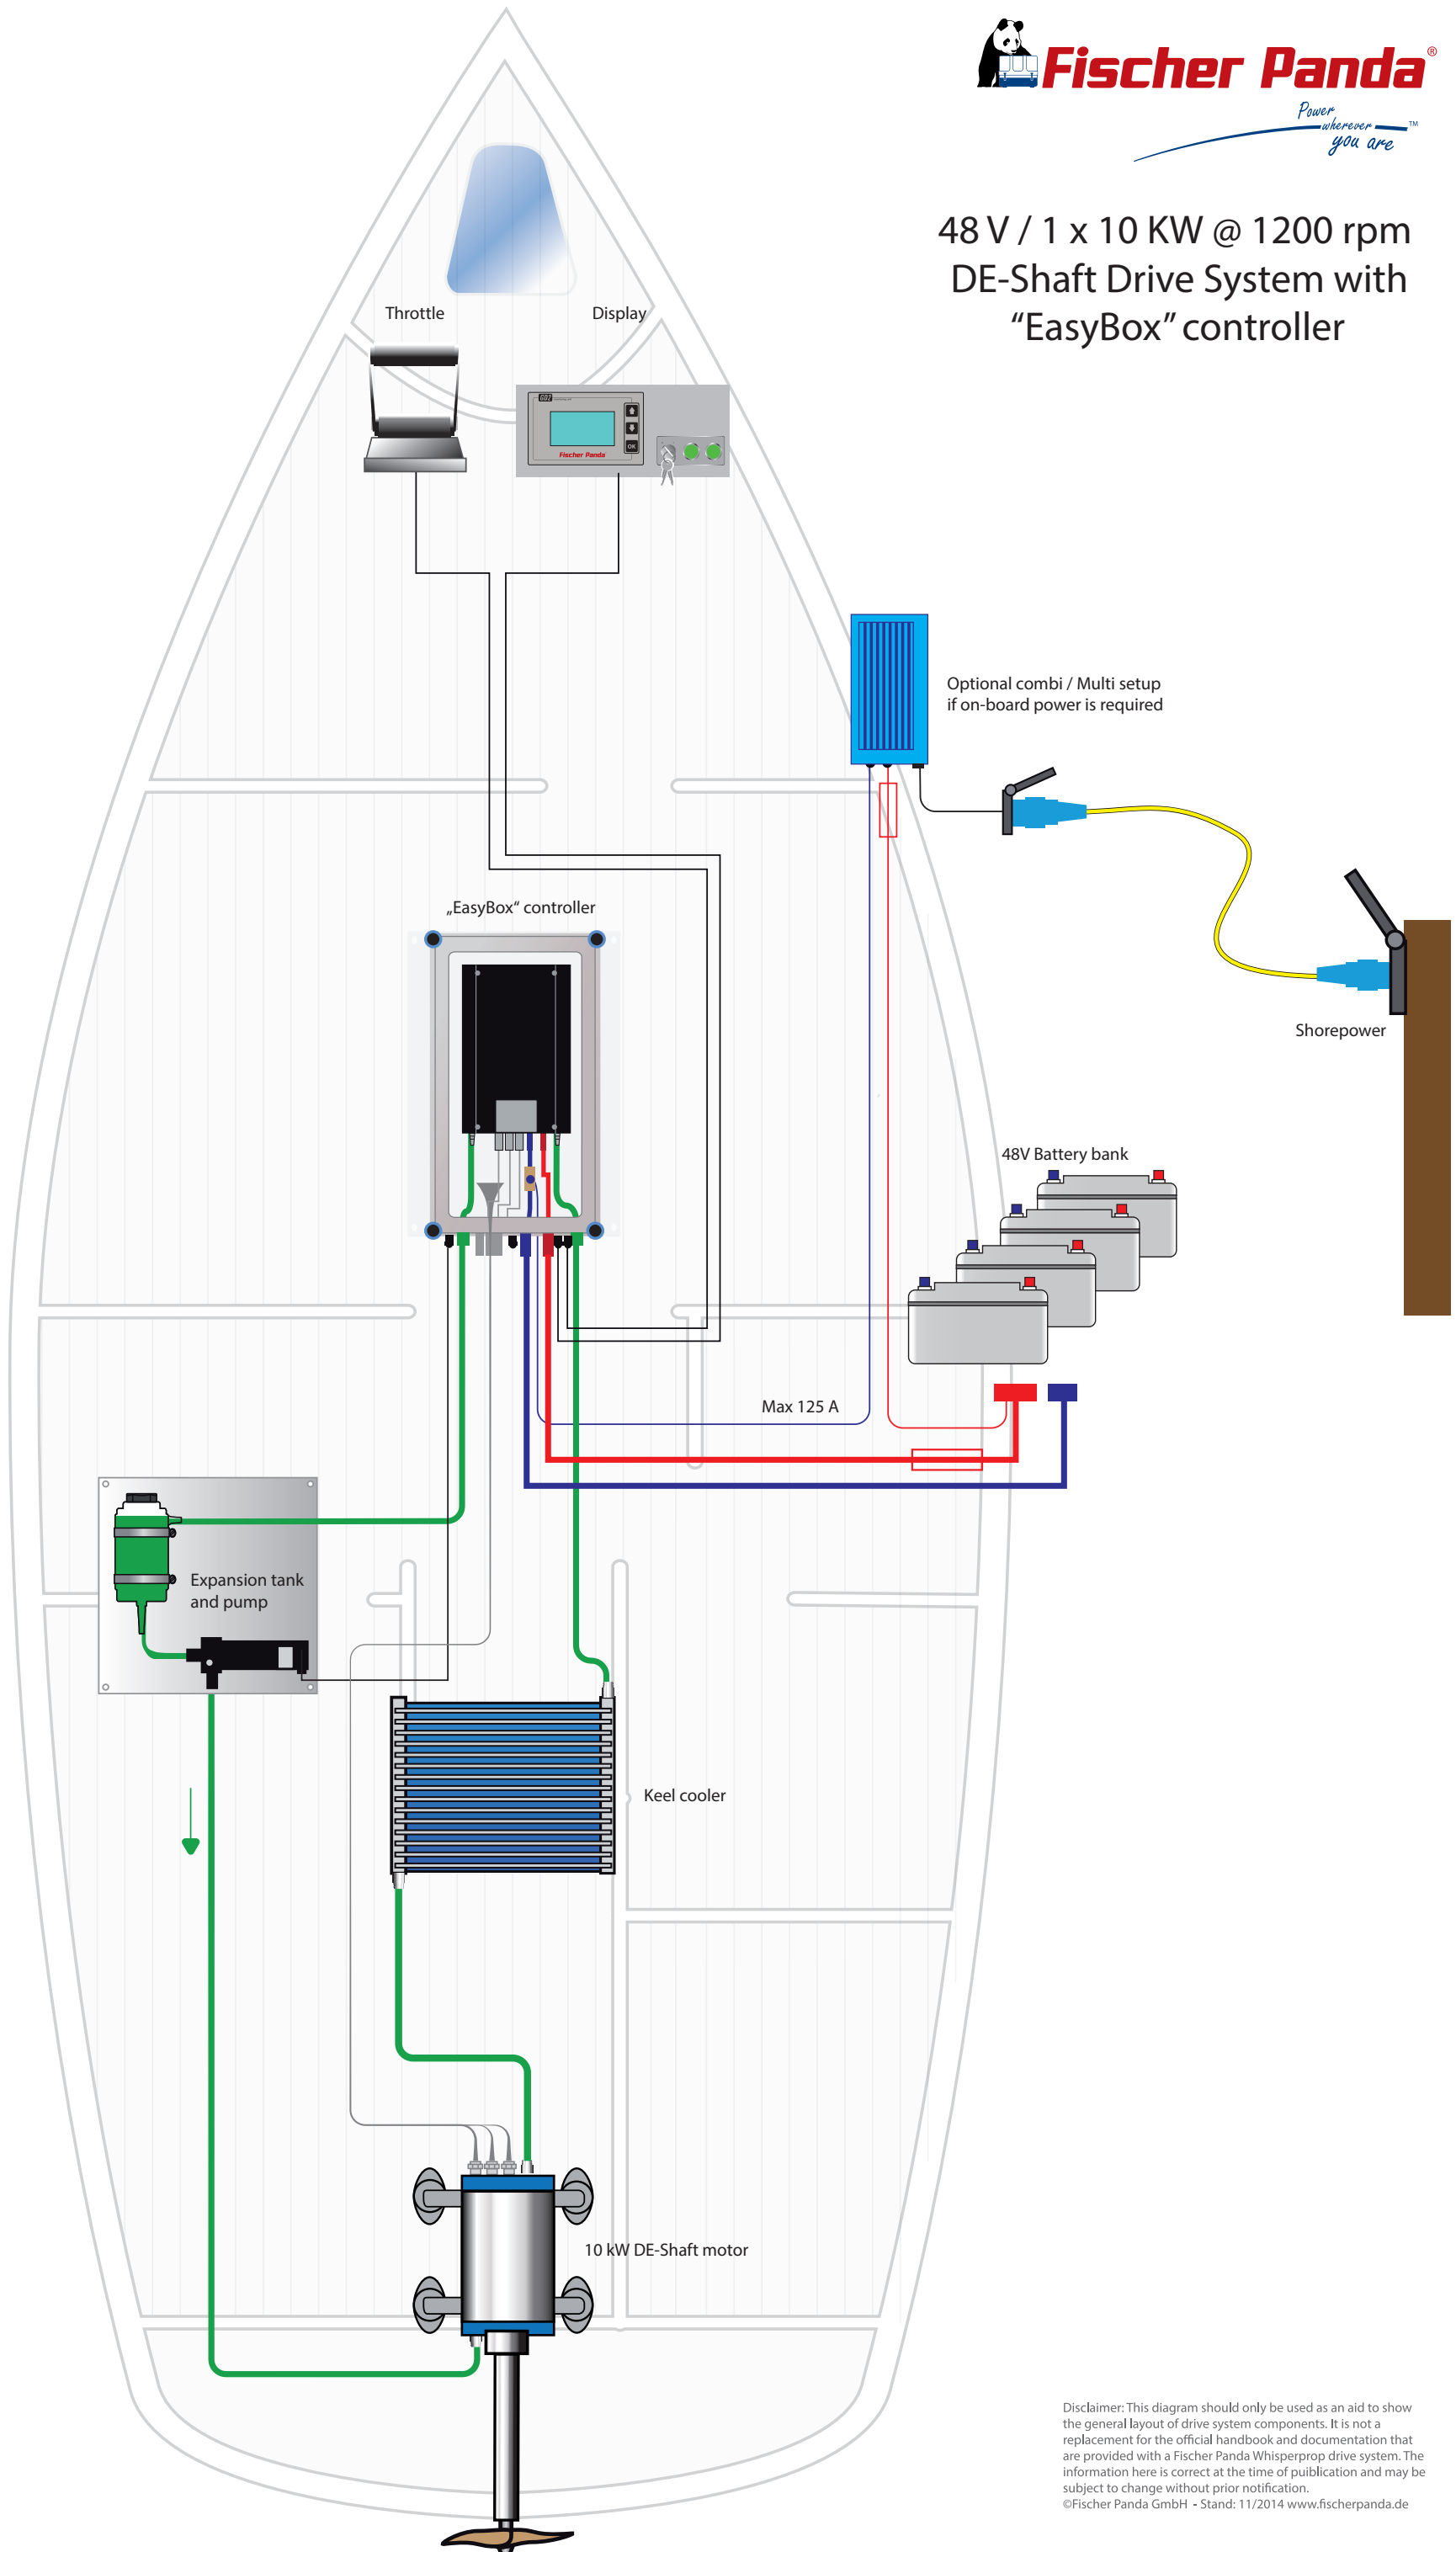 Fischer Panda®
Power
wherever
you are
TM
48 V / 1 x 10 KW @ 1200 rpm
DE-Shaft Drive System with
“EasyBox” controller
Throttle
Display
OK
Fischer Panda
Optional combi / Multi setup
if on-board power is required
Shorepower
„EasyBox“ controller
48V Battery bank
Max 125 A
Expansion tank
and pump
Keel cooler
10 kW DE-Shaft motor
Disclaimer: This diagram should only be used as an aid to show
the general layout of drive system components. It is not a
replacement for the official handbook and documentation that
are provided with a Fischer Panda Whisperprop drive system. The
information here is correct at the time of puiblication and may be
subject to change without prior notification.
©Fischer Panda GmbH - Stand: 11/2014 www.fischerpanda.de